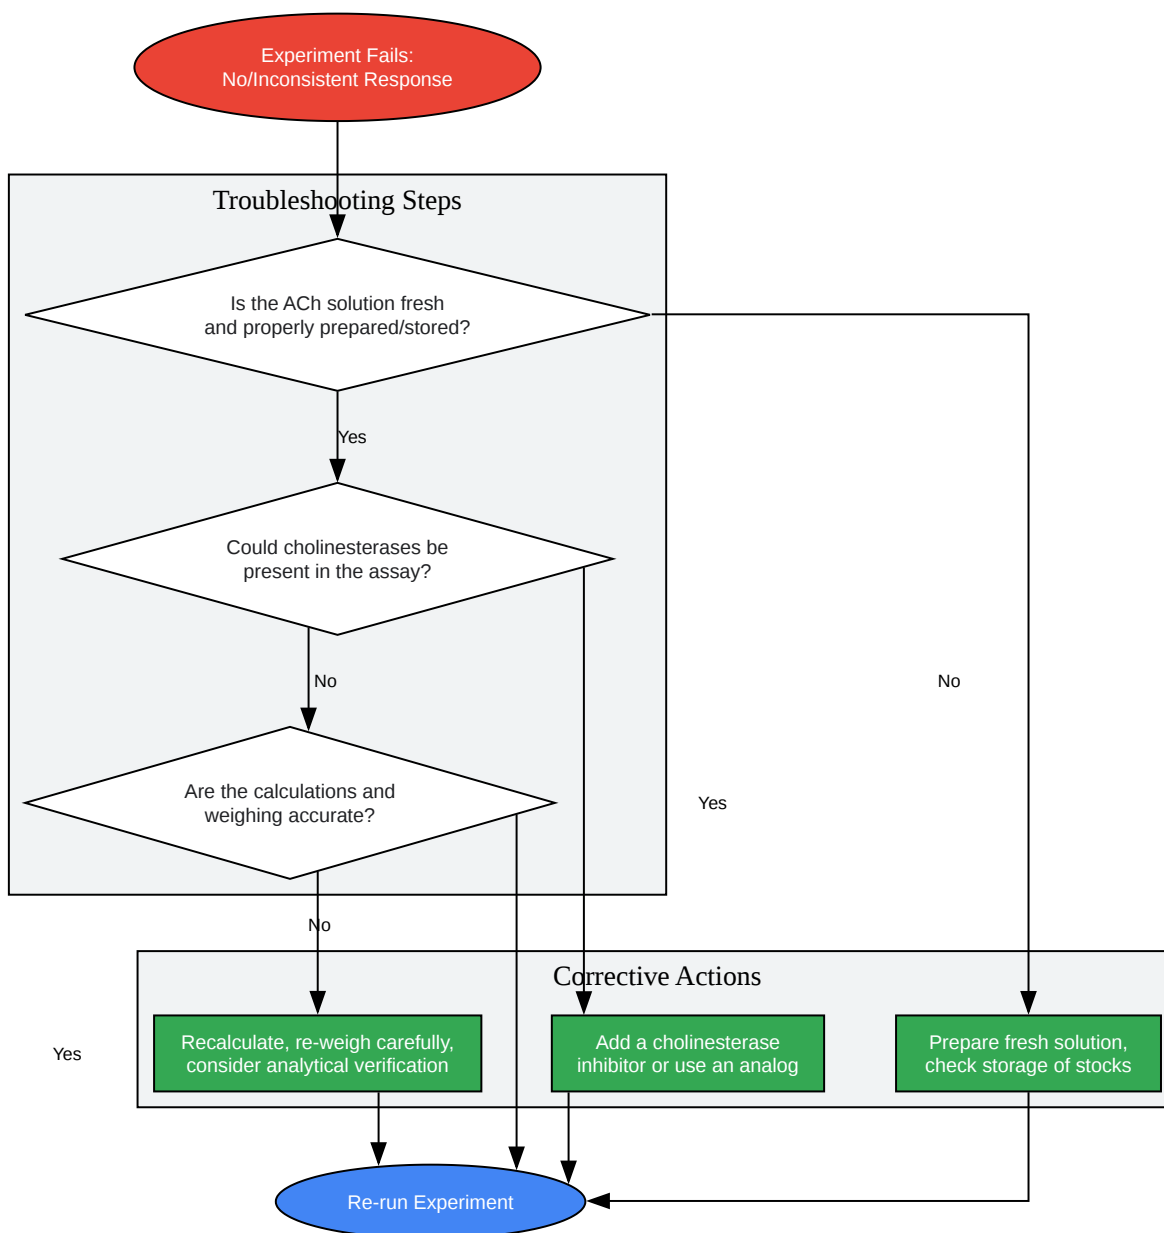 Experiment Fails:
No/Inconsistent Response
Troubleshooting Steps
Is the ACh solution fresh
and properly prepared/stored?
Yes
Could cholinesterases be
present in the assay?
No
No
Are the calculations and
weighing accurate?
Yes
No
Corrective Actions
Recalculate, re-weigh carefully,
consider analytical verification
Add a cholinesterase
inhibitor or use an analog
Prepare fresh solution,
check storage of stocks
Yes
Re-run Experiment